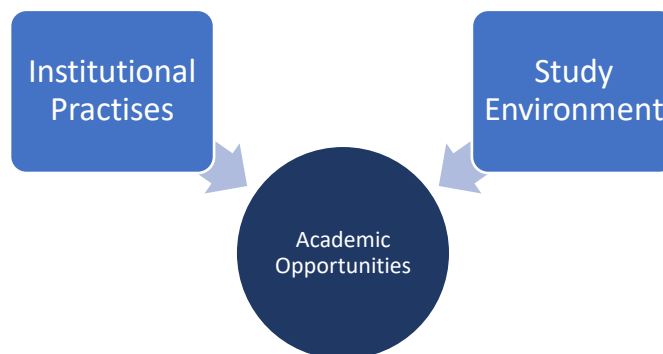 Institutional
Practises
Study
Environment
Academic
Opportunities